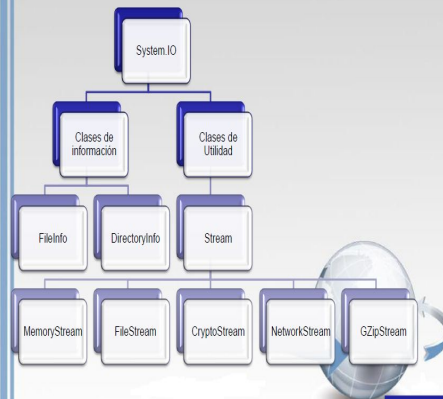 System.IO
Clases de
información
Clases de
Utilidad
FileInfo
DirectoryInfo
Stream
MemoryStream
FileStream
CryptoStream
NetworkStream
GZipStream